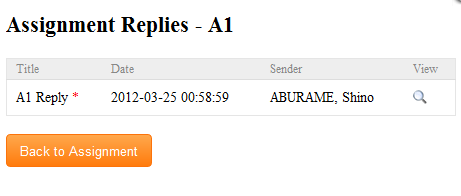 Assignment Replies - A1
Title Date Sender View
A1 Reply * 2012-03-25 00:58:59 ABURAME, Shino
Back to Assignment